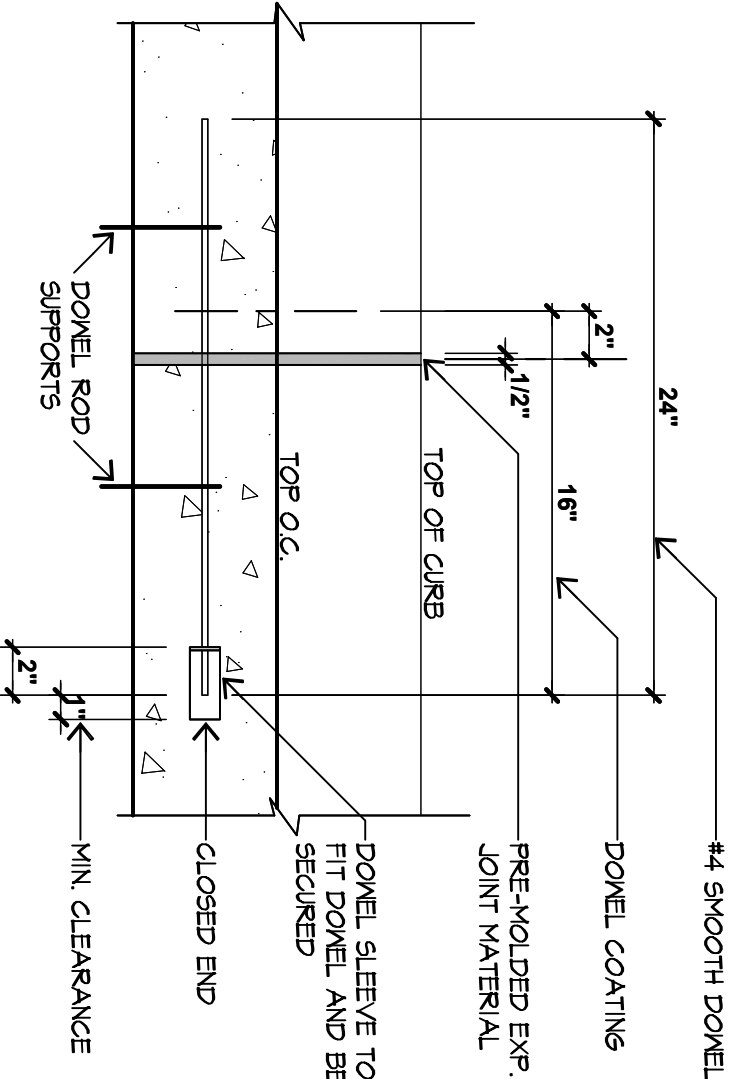 #4 SMOOTH DOWEL
DOWEL COATING
PRE-MOLDED EXP.
JOINT MATERIAL
DOWEL SLEEVE TO
FIT DOWEL AND BE
SECURED
CLOSED END
MIN. CLEARANCE
24"
16"
2"
1/2"
TOP OF CURB
TOP O.C.
DOWEL ROD
SUPPORTS
2"
1"